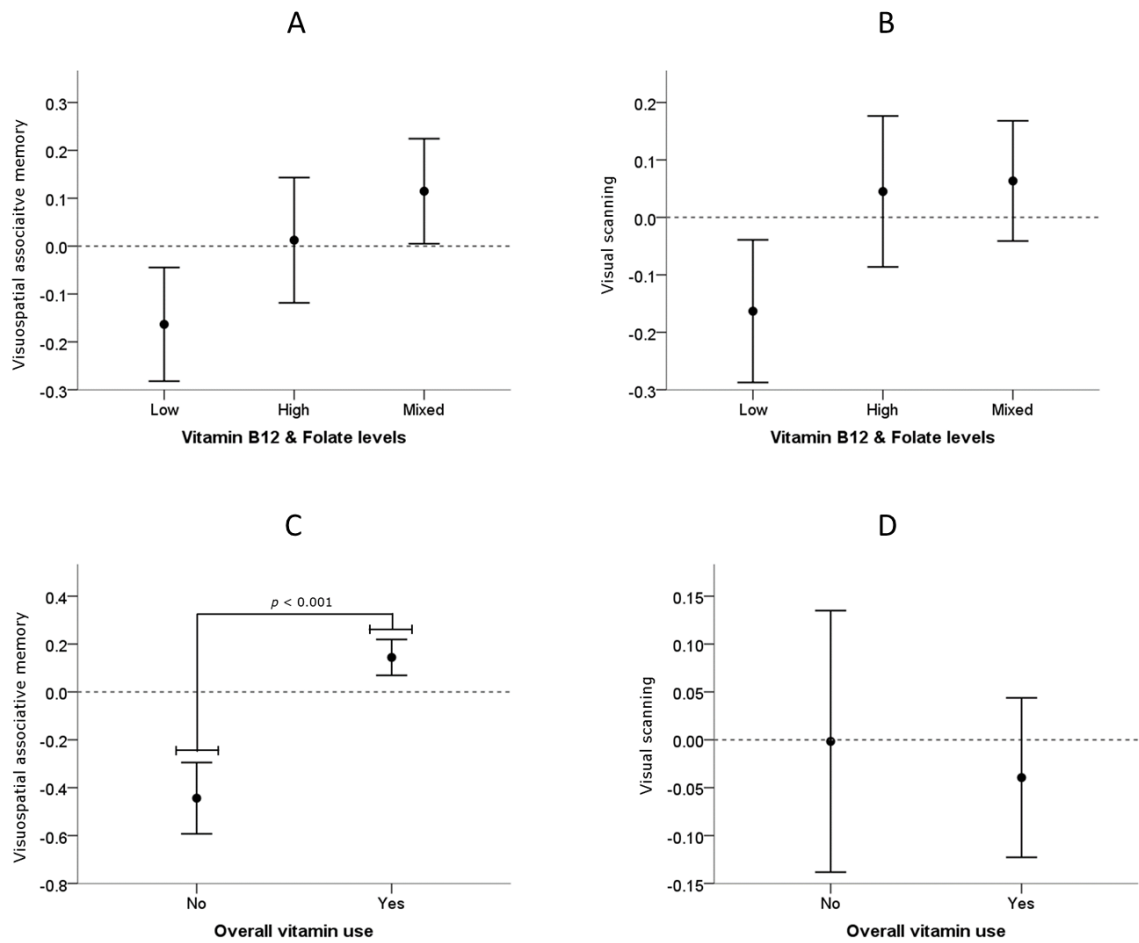 A
Visuospatial associaitve memory
0.3
0.2
0.1
0.0
-0.1
-0.2
-0.3
Low High Mixed
Vitamin B12 & Folate levels
B
Visual scanning
0.2
0.1
0.0
-0.1
-0.2
-0.3
Low High Mixed
Vitamin B12 & Folate levels
C
Visuospatial associative memory
0.4
0.2
0.0
-0.2
-0.4
-0.6
-0.8
p < 0.001
No Yes
Overall vitamin use
D
Visual scanning
0.15
0.10
0.05
0.00
-0.05
-0.10
-0.15
No Yes
Overall vitamin use